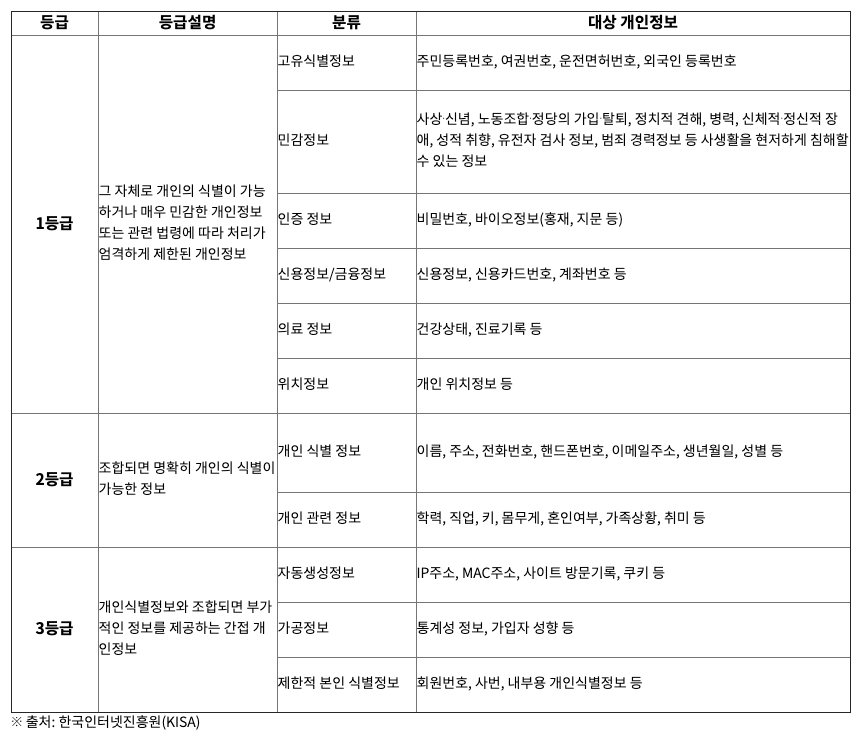 등급 등급설명 분류 대상 개인정보
1등급
그 자체로 개인의 식별이 가능
하거나 매우 민감한 개인정보
또는 관련 법령에 따라 처리가
엄격하게 제한된 개인정보
고유식별정보 주민등록번호, 여권번호, 운전면허번호, 외국인 등록번호
민감정보
사상·신념, 노동조합·정당의 가입·탈퇴, 정치적 견해, 병력, 신체적·정신적 장
애, 성적 취향, 유전자 검사 정보, 범죄 경력정보 등 사생활을 현저하게 침해할
수 있는 정보
인증 정보 비밀번호, 바이오정보(홍재, 지문 등)
신용정보/금융정보 신용정보, 신용카드번호, 계좌번호 등
의료 정보 건강상태, 진료기록 등
위치정보 개인 위치정보 등
2등급
조합되면 명확히 개인의 식별이
가능한 정보
개인 식별 정보 이름, 주소, 전화번호, 핸드폰번호, 이메일주소, 생년월일, 성별 등
개인 관련 정보 학력, 직업, 키, 몸무게, 혼인여부, 가족상황, 취미 등
3등급
개인식별정보와 조합되면 부가
적인 정보를 제공하는 간접 개
인정보
자동생성정보 IP주소, MAC주소, 사이트 방문기록, 쿠키 등
가공정보 통계성 정보, 가입자 성향 등
제한적 본인 식별정보 회원번호, 사번, 내부용 개인식별정보 등
※ 출처: 한국인터넷진흥원(KISA)